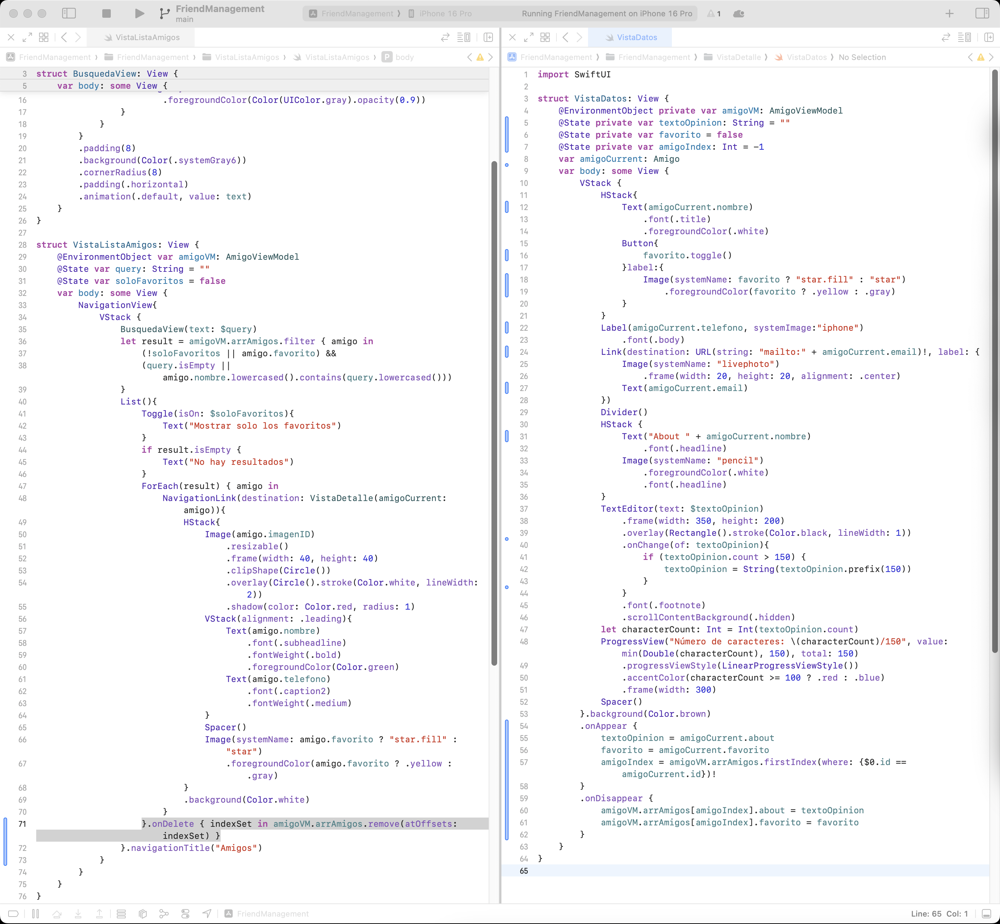 FriendManagement
main
FriendManagement 〉 iPhone 16 Pro
Running FriendManagement on iPhone 16 Pro
1
VistaListaAmigos
FriendManagement 〉 FriendManagement 〉 VistaListaAmigos 〉 VistaListaAmigos 〉 P body
3 struct BusquedaView: View {
5 var body: some View {
16 .foregroundColor(Color(UIColor.gray).opacity(0.9))
17 }
18 }
19 }
20 .padding(8)
21 .background(Color(.systemGray6))
22 .cornerRadius(8)
23 .padding(.horizontal)
24 .animation(.default, value: text)
25 }
26 }
27
28 struct VistaListaAmigos: View {
29 @EnvironmentObject var amigoVM: AmigoViewModel
30 @State var query: String = ""
31 @State var soloFavoritos = false
32 var body: some View {
33 NavigationView{
34 VStack {
35 BusquedaView(text: $query)
36 let result = amigoVM.arrAmigos.filter { amigo in
37 (!soloFavoritos || amigo.favorito) &&
38 (query.isEmpty ||
amigo.nombre.lowercased().contains(query.lowercased()))
39 }
40 List(){
41 Toggle(isOn: $soloFavoritos){
42 Text("Mostrar solo los favoritos")
43 }
44 if result.isEmpty {
45 Text("No hay resultados")
46 }
47 ForEach(result) { amigo in
48 NavigationLink(destination: VistaDetalle(amigoCurrent:
amigo)){
49 HStack{
50 Image(amigo.imagenID)
51 .resizable()
52 .frame(width: 40, height: 40)
53 .clipShape(Circle())
54 .overlay(Circle().stroke(Color.white, lineWidth:
2))
55 .shadow(color: Color.red, radius: 1)
56 VStack(alignment: .leading){
57 Text(amigo.nombre)
58 .font(.subheadline)
59 .fontWeight(.bold)
60 .foregroundColor(Color.green)
61 Text(amigo.telefono)
62 .font(.caption2)
63 .fontWeight(.medium)
64 }
65 Spacer()
66 Image(systemName: amigo.favorito ? "star.fill" :
"star")
67 .foregroundColor(amigo.favorito ? .yellow :
.gray)
68 }
69 .background(Color.white)
70 }
71 }.onDelete { indexSet in amigoVM.arrAmigos.remove(atOffsets:
indexSet) }
72 }.navigationTitle("Amigos")
73 }
74 }
75 }
76 }
VistaDatos
FriendManagement 〉 FriendManagement 〉 VistaDetalle 〉 VistaDatos 〉 No Selection
1 import SwiftUI
2
3 struct VistaDatos: View {
4 @EnvironmentObject private var amigoVM: AmigoViewModel
5 @State private var textoOpinion: String = ""
6 @State private var favorito = false
7 @State private var amigoIndex: Int = -1
8 var amigoCurrent: Amigo
9 var body: some View {
10 VStack {
11 HStack{
12 Text(amigoCurrent.nombre)
13 .font(.title)
14 .foregroundColor(.white)
15 Button{
16 favorito.toggle()
17 }label:{
18 Image(systemName: favorito ? "star.fill" : "star")
19 .foregroundColor(favorito ? .yellow : .gray)
20 }
21 }
22 Label(amigoCurrent.telefono, systemImage:"iphone")
23 .font(.body)
24 Link(destination: URL(string: "mailto:" + amigoCurrent.email)!, label: {
25 Image(systemName: "livephoto")
26 .frame(width: 20, height: 20, alignment: .center)
27 Text(amigoCurrent.email)
28 })
29 Divider()
30 HStack {
31 Text("About " + amigoCurrent.nombre)
32 .font(.headline)
33 Image(systemName: "pencil")
34 .foregroundColor(.white)
35 .font(.headline)
36 }
37 TextEditor(text: $textoOpinion)
38 .frame(width: 350, height: 200)
39 .overlay(Rectangle().stroke(Color.black, lineWidth: 1))
40 .onChange(of: textoOpinion){
41 if (textoOpinion.count > 150) {
42 textoOpinion = String(textoOpinion.prefix(150))
43 }
44 }
45 .font(.footnote)
46 .scrollContentBackground(.hidden)
47 let characterCount: Int = Int(textoOpinion.count)
48 ProgressView("Número de caracteres: \(characterCount)/150", value:
min(Double(characterCount), 150), total: 150)
49 .progressViewStyle(LinearProgressViewStyle())
50 .accentColor(characterCount >= 100 ? .red : .blue)
51 .frame(width: 300)
52 Spacer()
53 }.background(Color.brown)
54 .onAppear {
55 textoOpinion = amigoCurrent.about
56 favorito = amigoCurrent.favorito
57 amigoIndex = amigoVM.arrAmigos.firstIndex(where: {$0.id ==
amigoCurrent.id})!
58 }
59 .onDisappear {
60 amigoVM.arrAmigos[amigoIndex].about = textoOpinion
61 amigoVM.arrAmigos[amigoIndex].favorito = favorito
62 }
63 }
64 }
65
FriendManagement
Line: 65 Col: 1